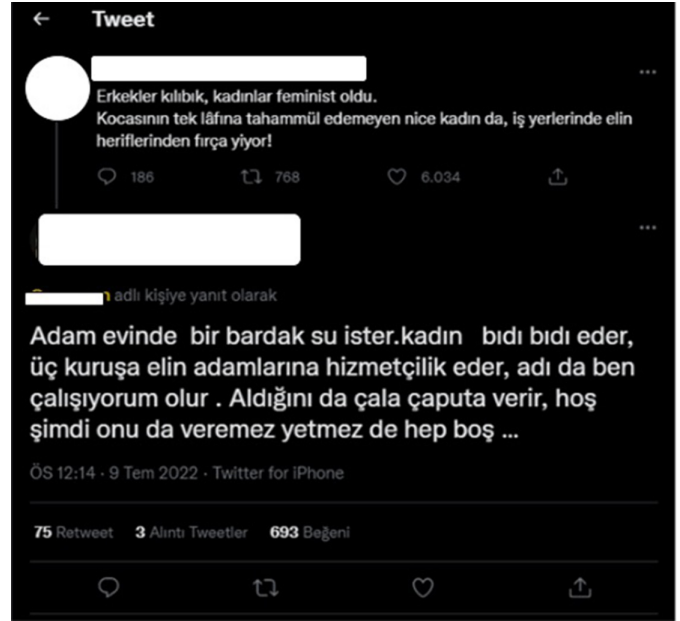 Tweet
Erkekler kılıbık, kadınlar feminist oldu.
Kocasının tek lâfına tahammül edemeyen nice kadın da, iş yerlerinde elin
heriflerinden fırça yiyor!
186 768 6.034
adlı kişiye yanıt olarak
Adam evinde bir bardak su ister.kadın bıdı bıdı eder,
üç kuruşa elin adamlarına hizmetçilik eder, adı da ben
çalışıyorum olur . Aldığını da çala çaputa verir, hoş
şimdi onu da veremez yetmez de hep boş ...
ÖS 12:14 · 9 Tem 2022 · Twitter for iPhone
75 Retweet 3 Alıntı Tweetler 693 Beğeni